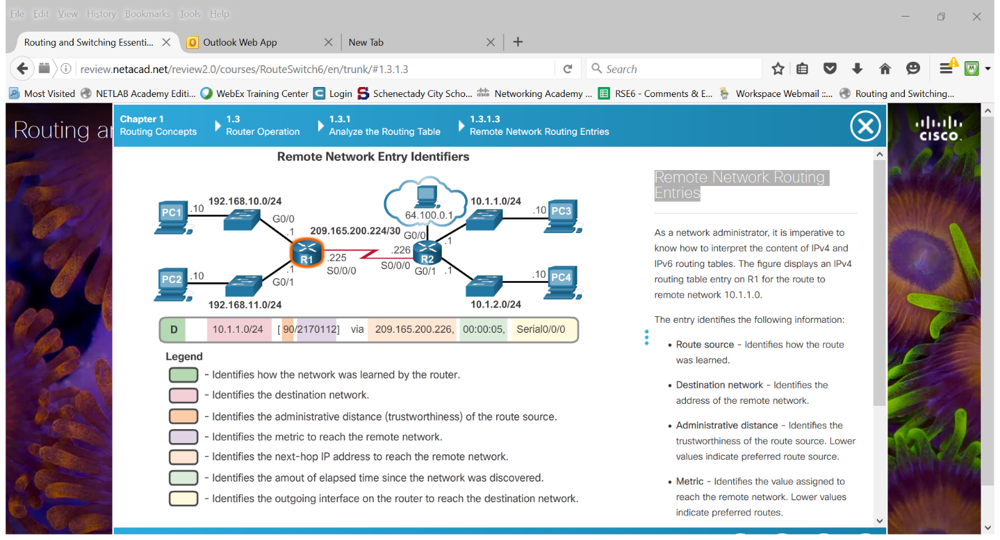 File Edit View History Bookmarks Tools Help
Routing and Switching Essenti... Outlook Web App New Tab
review.netacad.net/review2.0/courses/RouteSwitch6/en/trunk/#1.3.1.3 Search
Most Visited NETLAB Academy Editi... WebEx Training Center Login Schenectady City Scho... Networking Academy ... RSE6 - Comments & E... Workspace Webmail ::... Routing and Switching...
Routing ar
Chapter 1
Routing Concepts
1.3
Router Operation
1.3.1
Analyze the Routing Table
1.3.1.3
Remote Network Routing Entries
CISCO.
Remote Network Entry Identifiers
192.168.10.0/24
10.1.1.0/24
PC1
.10
G0/0
.1
64.100.0.1
.10
PC3
209.165.200.224/30
G0/0
.1
R1
.225
S0/0/0
.226
S0/0/0
R2
G0/1
.1
PC2
.10
.1
G0/1
192.168.11.0/24
.10
PC4
10.1.2.0/24
D 10.1.1.0/24 [ 90/2170112] via 209.165.200.226, 00:00:05, Serial0/0/0
Legend
- Identifies how the network was learned by the router.
- Identifies the destination network.
- Identifies the administrative distance (trustworthiness) of the route source.
- Identifies the metric to reach the remote network.
- Identifies the next-hop IP address to reach the remote network.
- Identifies the amout of elapsed time since the network was discovered.
- Identifies the outgoing interface on the router to reach the destination network.
Remote Network Routing
Entries
As a network administrator, it is imperative to
know how to interpret the content of IPv4 and
IPv6 routing tables. The figure displays an IPv4
routing table entry on R1 for the route to
remote network 10.1.1.0.
The entry identifies the following information:
• Route source - Identifies how the route
was learned.
• Destination network - Identifies the
address of the remote network.
• Administrative distance - Identifies the
trustworthiness of the route source. Lower
values indicate preferred route source.
• Metric - Identifies the value assigned to
reach the remote network. Lower values
indicate preferred routes.